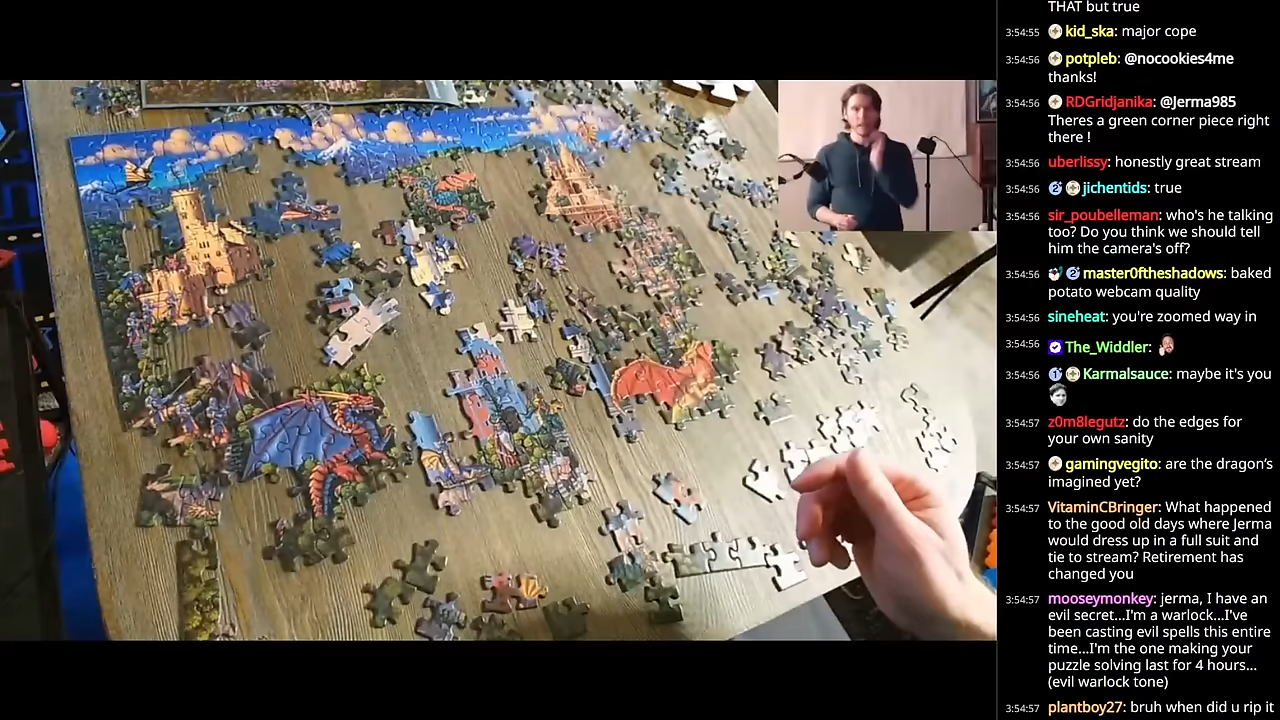 THAT but true
3:54:55 kid_ska: major cope
3:54:56 potpleb: @nocookies4me
thanks!
3:54:56 RDGridjanika: @Jerma985
Theres a green corner piece right
there !
3:54:56 uberlissy: honestly great stream
3:54:56 jichentids: true
3:54:56 sir_poubelleman: who's he talking
too? Do you think we should tell
him the camera's off?
3:54:56 master0ftheshadows: baked
potato webcam quality
3:54:56 sineheat: you're zoomed way in
3:54:56 The_Widdler:
3:54:56 Karmalsauce: maybe it's you
3:54:57 z0m8legutz: do the edges for
your own sanity
3:54:57 gamingvegito: are the dragon's
imagined yet?
3:54:57 VitaminCBringer: What happened
to the good old days where Jerma
would dress up in a full suit and
tie to stream? Retirement has
changed you
3:54:57 mooseymonkey: jerma, I have an
evil secret...I'm a warlock...I've
been casting evil spells this entire
time...I'm the one making your
puzzle solving last for 4 hours...
(evil warlock tone)
3:54:57 plantboy27: bruh when did u rip it